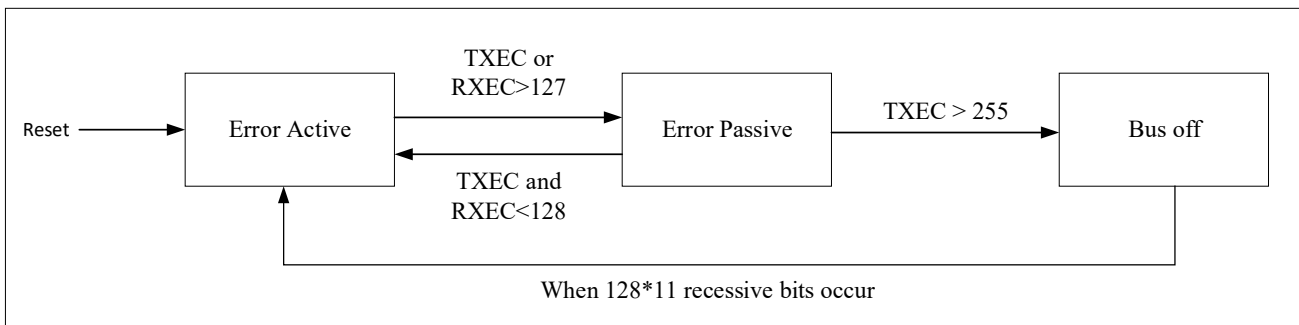 TXEC or
RXEC>127
Reset
Error Active
Error Passive
TXEC > 255
Bus off
TXEC and
RXEC<128
When 128*11 recessive bits occur